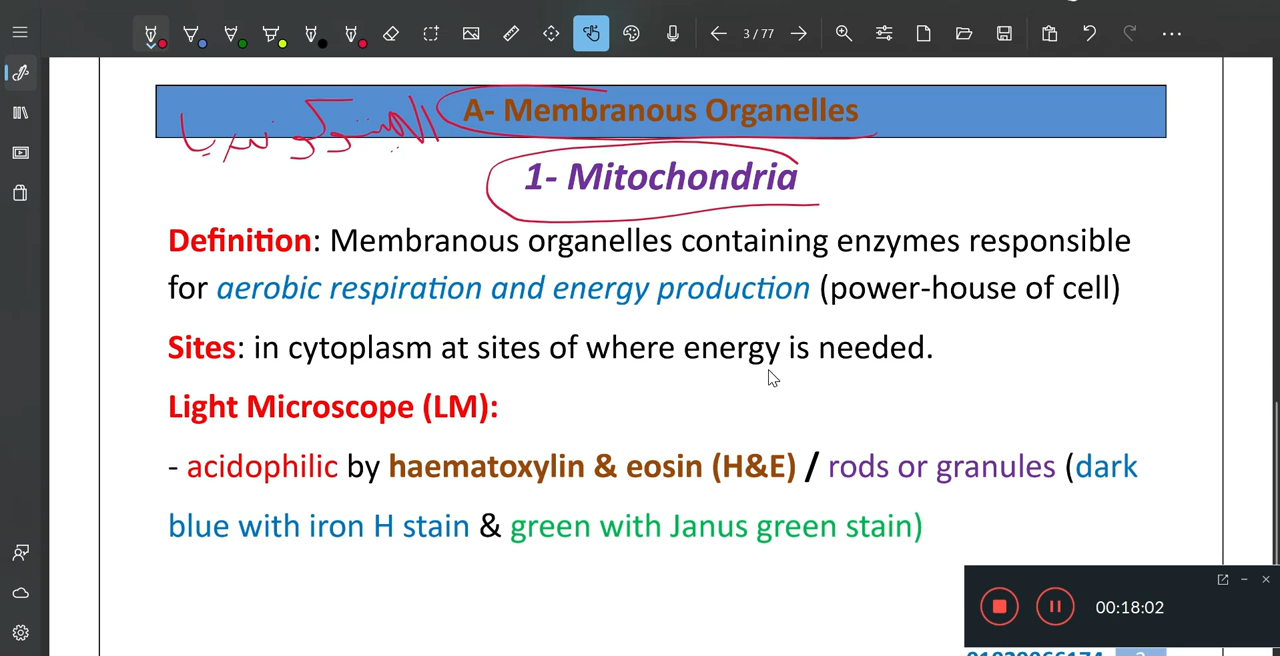 3 / 77
A- Membranous Organelles
الميتوكوندريا
1- Mitochondria
Definition: Membranous organelles containing enzymes responsible
for aerobic respiration and energy production (power-house of cell)
Sites: in cytoplasm at sites of where energy is needed.
Light Microscope (LM):
- acidophilic by haematoxylin & eosin (H&E) / rods or granules (dark
blue with iron H stain & green with Janus green stain)
00:18:02